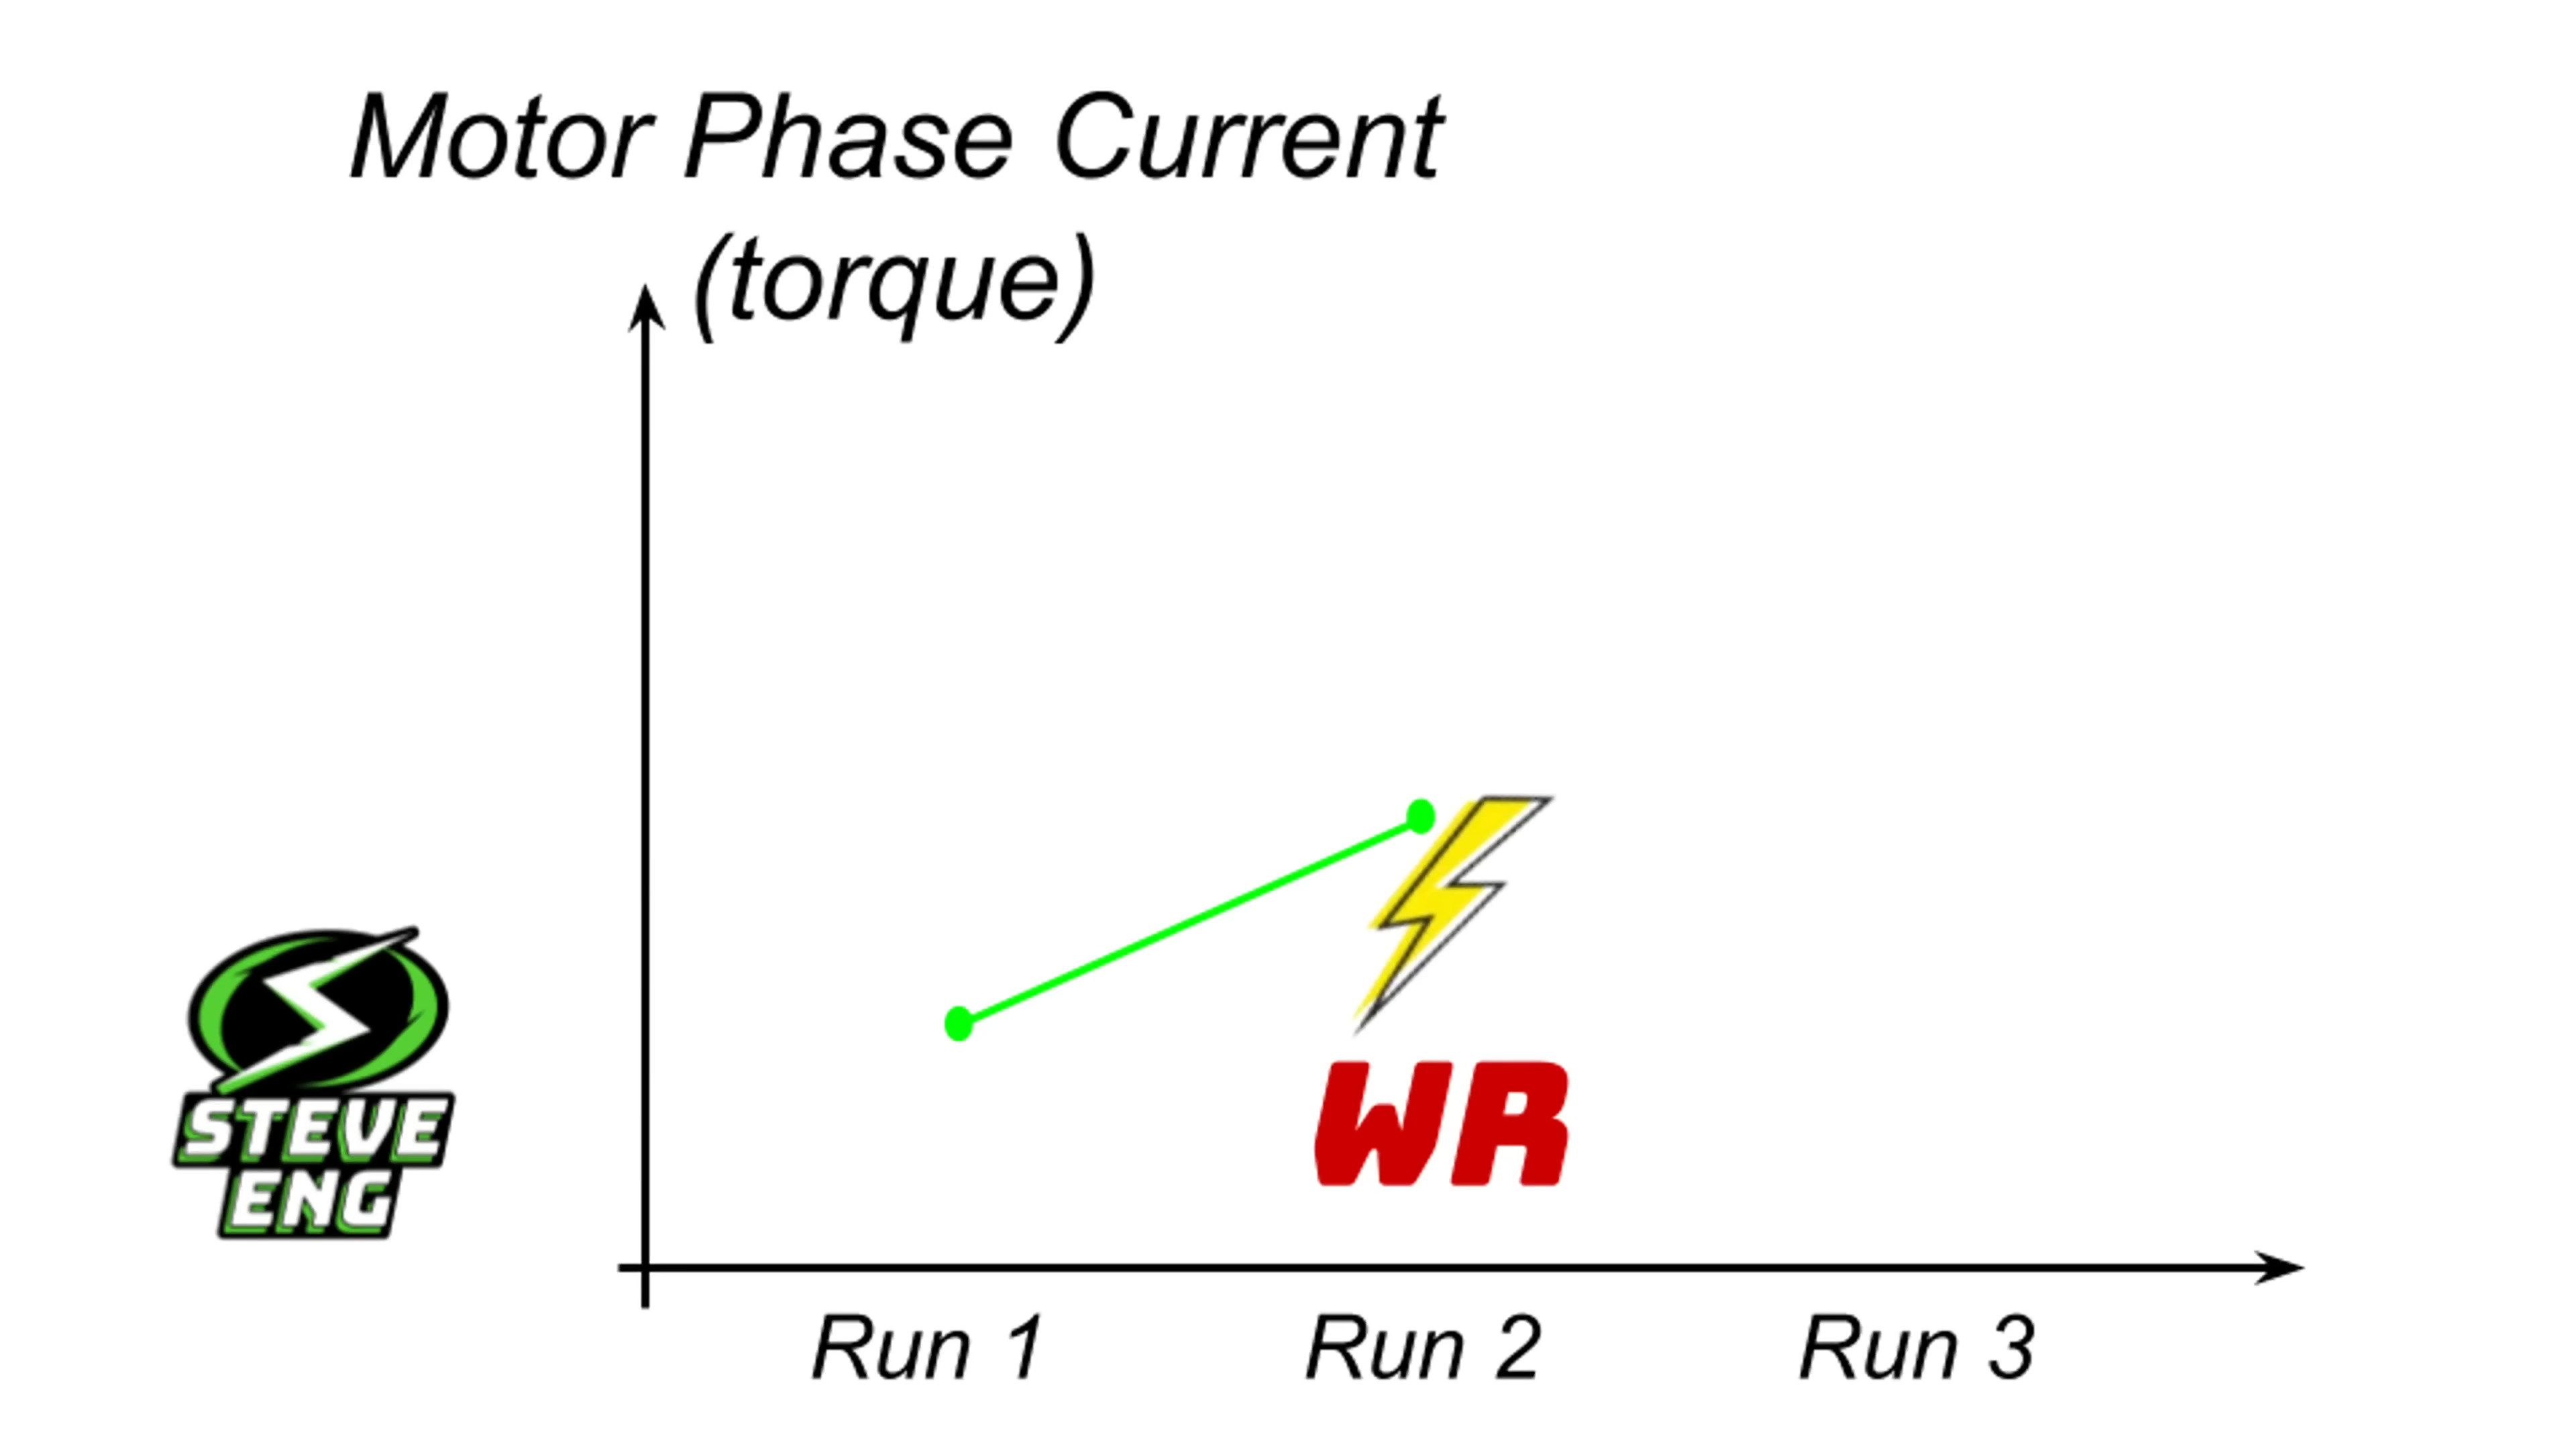 Motor Phase Current
(torque)
STEVE
ENG
WR
Run 1
Run 2
Run 3